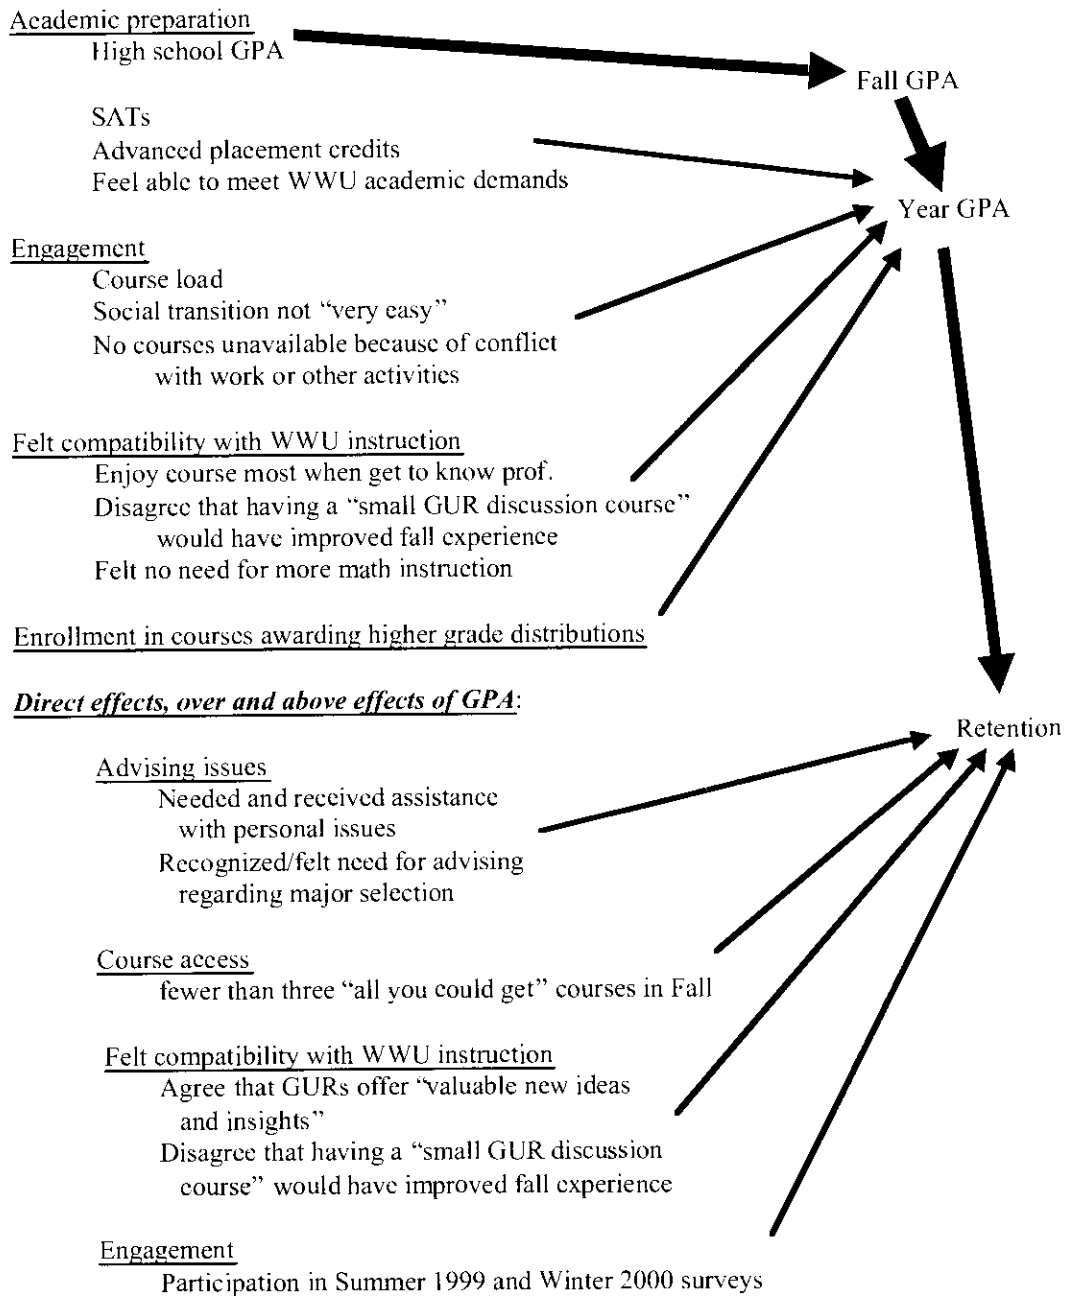 Academic preparation
High school GPA
Fall GPA
SATs
Advanced placement credits
Feel able to meet WWU academic demands
Year GPA
Engagement
Course load
Social transition not “very easy”
No courses unavailable because of conflict
with work or other activities
Felt compatibility with WWU instruction
Enjoy course most when get to know prof.
Disagree that having a “small GUR discussion course”
would have improved fall experience
Felt no need for more math instruction
Enrollment in courses awarding higher grade distributions
Direct effects, over and above effects of GPA:
Retention
Advising issues
Needed and received assistance
with personal issues
Recognized/felt need for advising
regarding major selection
Course access
fewer than three “all you could get” courses in Fall
Felt compatibility with WWU instruction
Agree that GURs offer “valuable new ideas
and insights”
Disagree that having a “small GUR discussion
course” would have improved fall experience
Engagement
Participation in Summer 1999 and Winter 2000 surveys